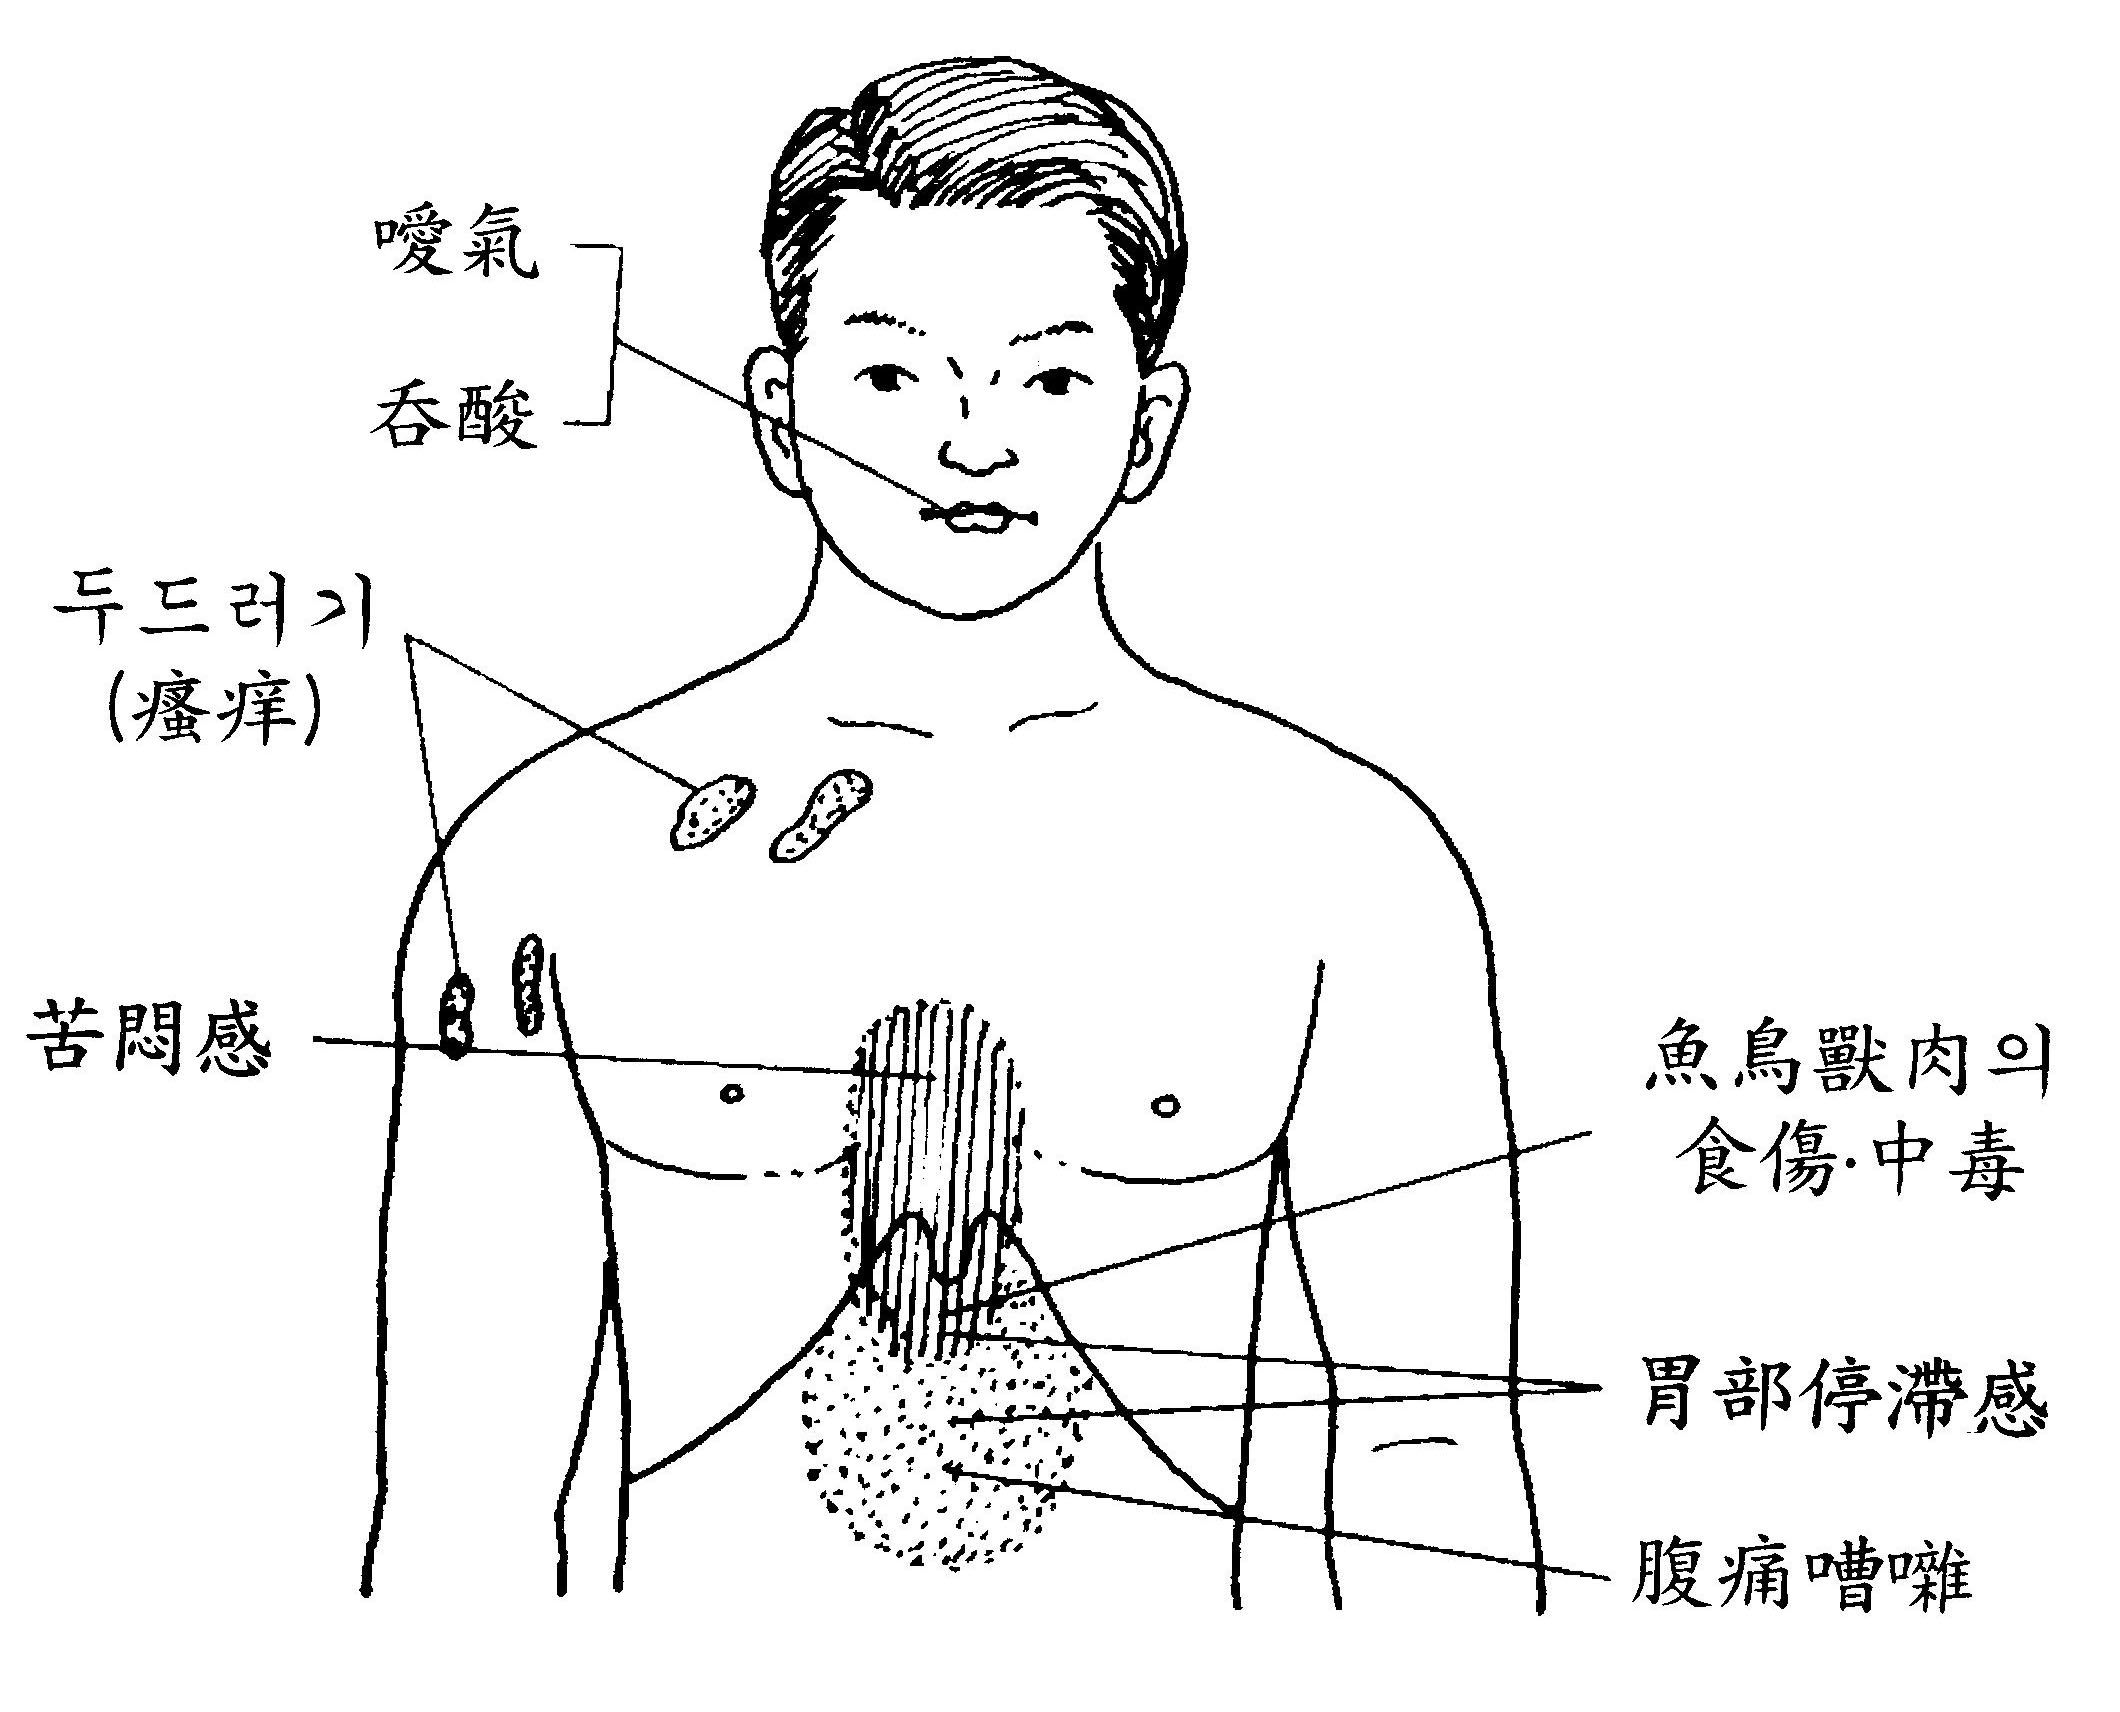 噯氣
呑酸
두드러기
(瘙痒)
苦悶感
魚鳥獸肉의
食傷·中毒
胃部停滯感
腹痛嘈囃